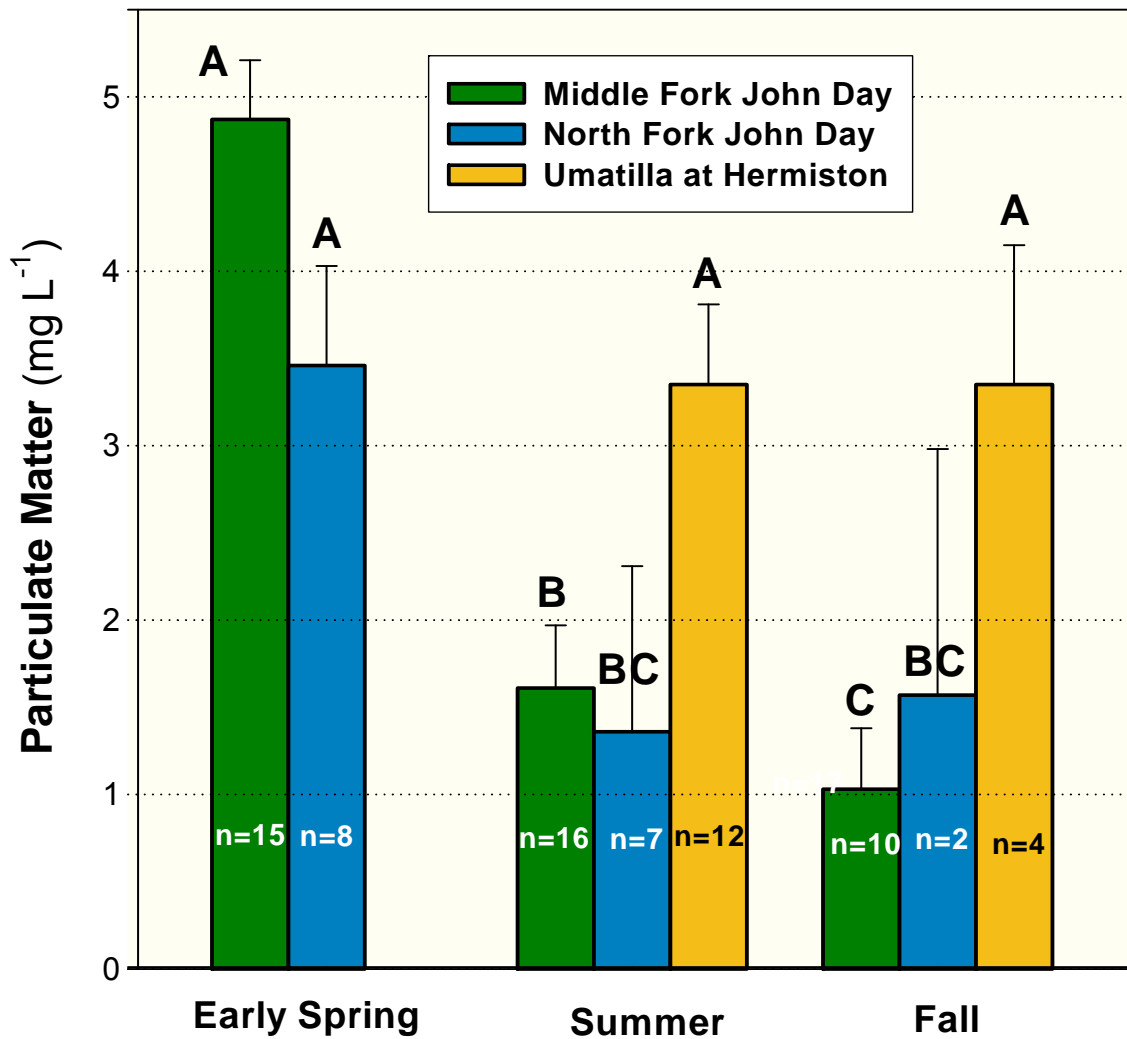 Particulate Matter (mg L⁻¹)
5
4
3
2
1
0
Middle Fork John Day
North Fork John Day
Umatilla at Hermiston
A
A
B
BC
A
C
BC
A
n=15
n=8
n=16
n=7
n=12
n=10
n=2
n=4
Early Spring
Summer
Fall